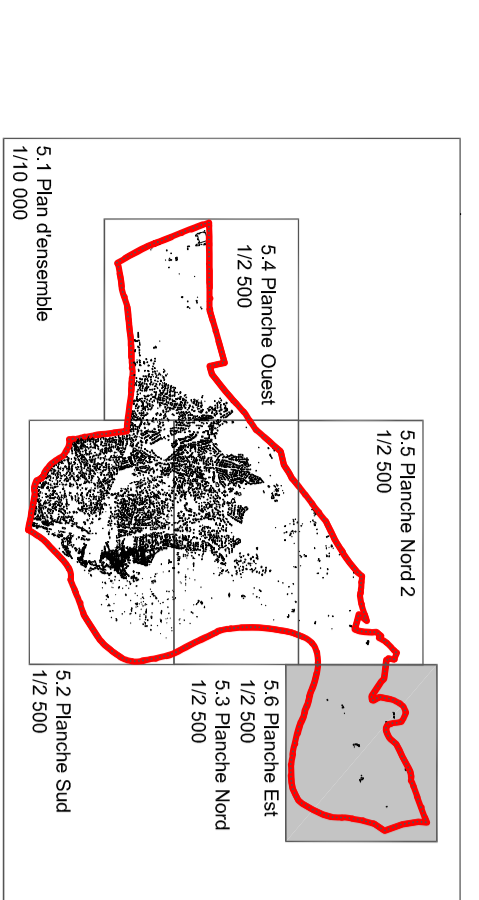 5.1 Plan d'ensemble
1/10 000
5.4 Planche Ouest
1/2 500
5.5 Planche Nord 2
1/2 500
5.6 Planche Est
1/2 500
5.3 Planche Nord
1/2 500
5.2 Planche Sud
1/2 500